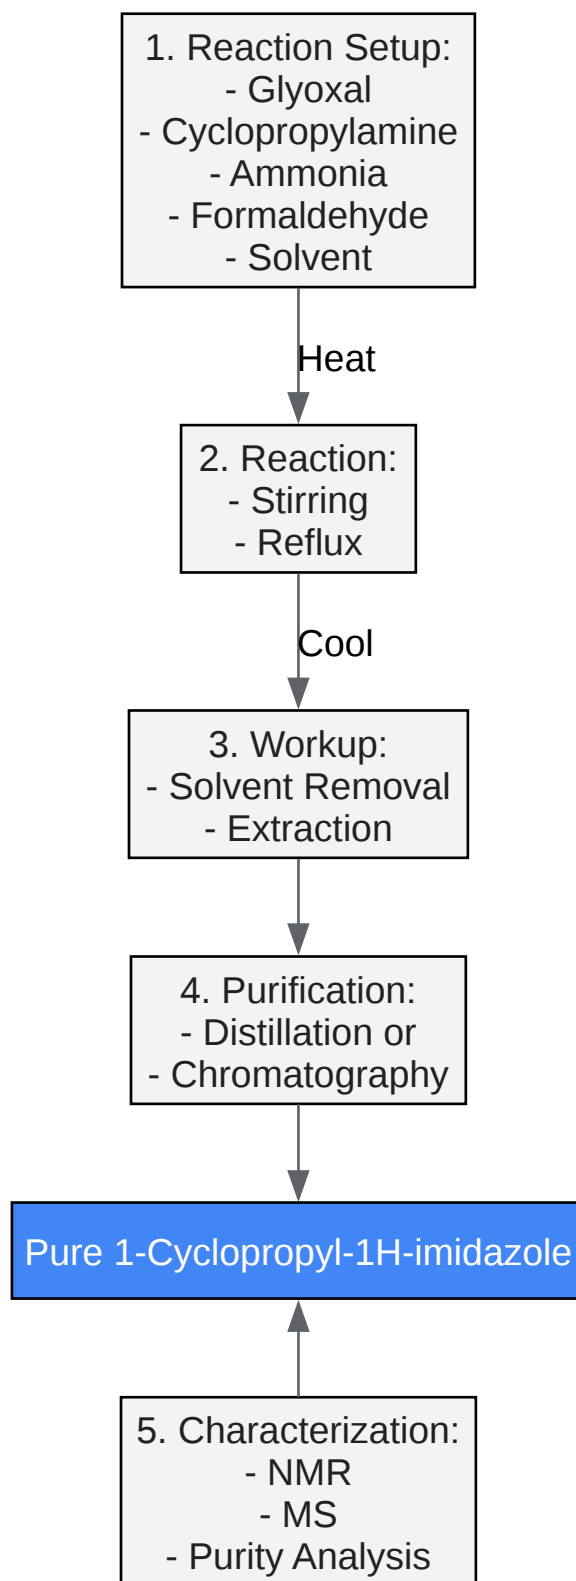 1. Reaction Setup:
- Glyoxal
- Cyclopropylamine
- Ammonia
- Formaldehyde
- Solvent
Heat
2. Reaction:
- Stirring
- Reflux
Cool
3. Workup:
- Solvent Removal
- Extraction
4. Purification:
- Distillation or
- Chromatography
Pure 1-Cyclopropyl-1H-imidazole
5. Characterization:
- NMR
- MS
- Purity Analysis